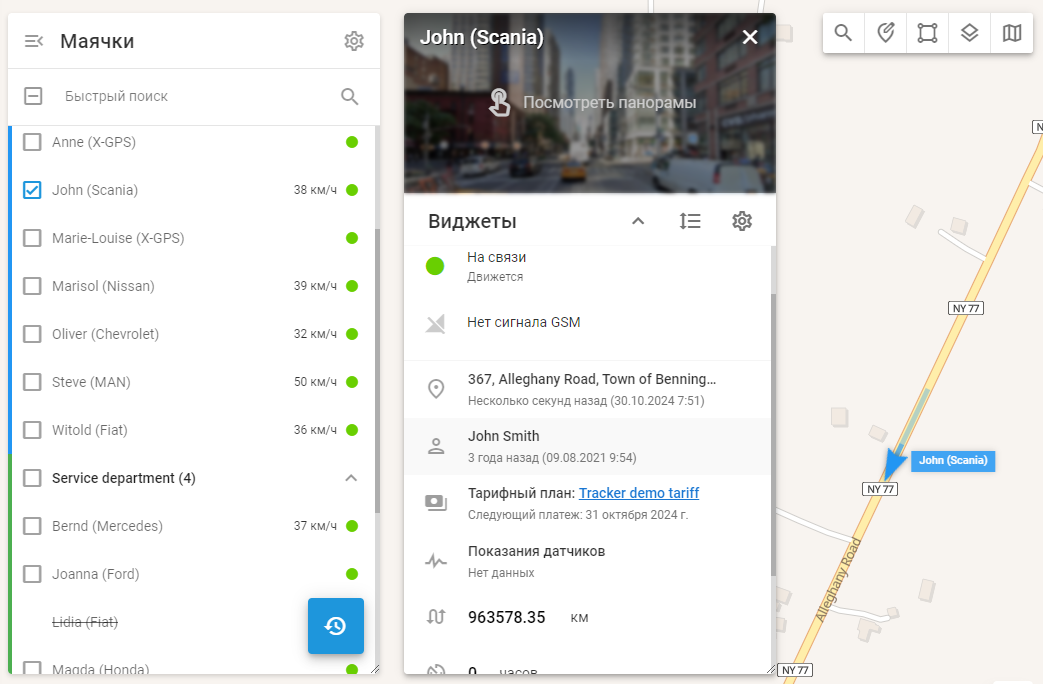 Маячки
Быстрый поиск
Anne (X-GPS)
John (Scania) 38 км/ч
Marie-Louise (X-GPS)
Marisol (Nissan) 39 км/ч
Oliver (Chevrolet) 32 км/ч
Steve (MAN) 50 км/ч
Witold (Fiat) 36 км/ч
Service department (4)
Bernd (Mercedes) 37 км/ч
Joanna (Ford)
Lidia (Fiat)
Magda (Honda)
John (Scania)
Посмотреть панорамы
Виджеты
На связи
Движется
Нет сигнала GSM
367, Alleghany Road, Town of Benning...
Несколько секунд назад (30.10.2024 7:51)
John Smith
3 года назад (09.08.2021 9:54)
Тарифный план: Tracker demo tariff
Следующий платеж: 31 октября 2024 г.
Показания датчиков
Нет данных
963578.35 км
0 часов
NY 77
John (Scania)
NY 77
Alleghany Road
NY 77